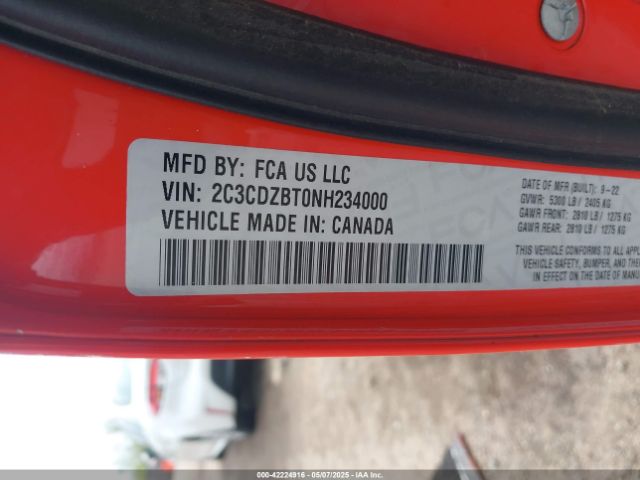 MFD BY: FCA US LLC
VIN: 2C3CDZBT0NH234000
VEHICLE MADE IN: CANADA
DATE OF MFR (BUILT): 9-22
GVWR: 5300 LB / 2405 KG
GAWR FRONT: 2810 LB / 1275 KG
GAWR REAR: 2810 LB / 1275 KG
THIS VEHICLE CONFORMS TO ALL APPL
VEHICLE SAFETY, BUMPER, AND THEF
IN EFFECT ON THE DATE OF MANU
000-42224916 - 05/07/2025 - IAA Inc.